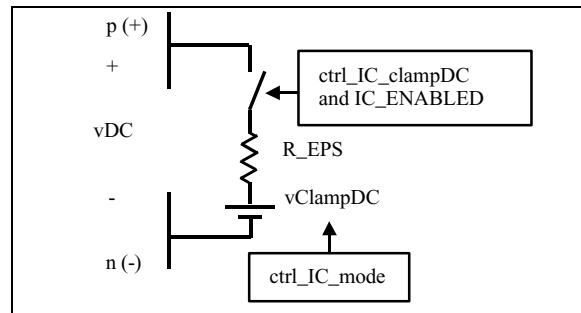 p (+)
+
ctrl_IC_clampDC
and IC_ENABLED
vDC
R_EPS
-
vClampDC
n (-)
ctrl_IC_mode